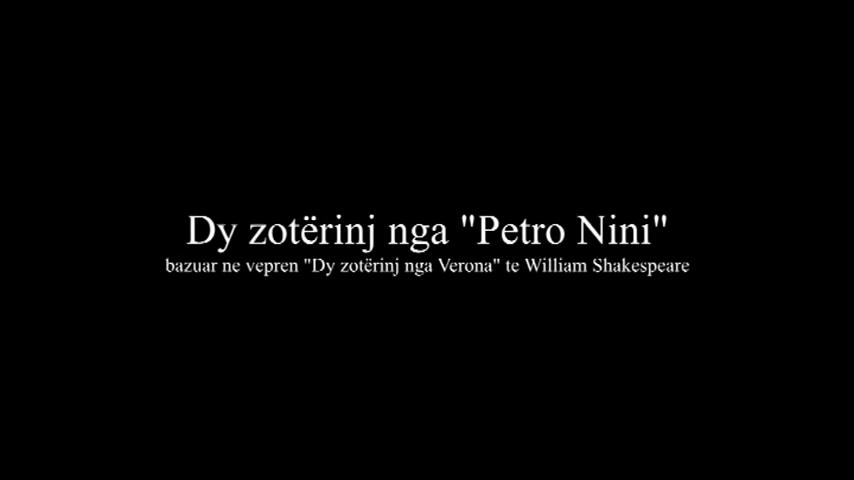 Dy zotërinj nga "Petro Nini"
bazuar ne vepren "Dy zotërinj nga Verona" te William Shakespeare